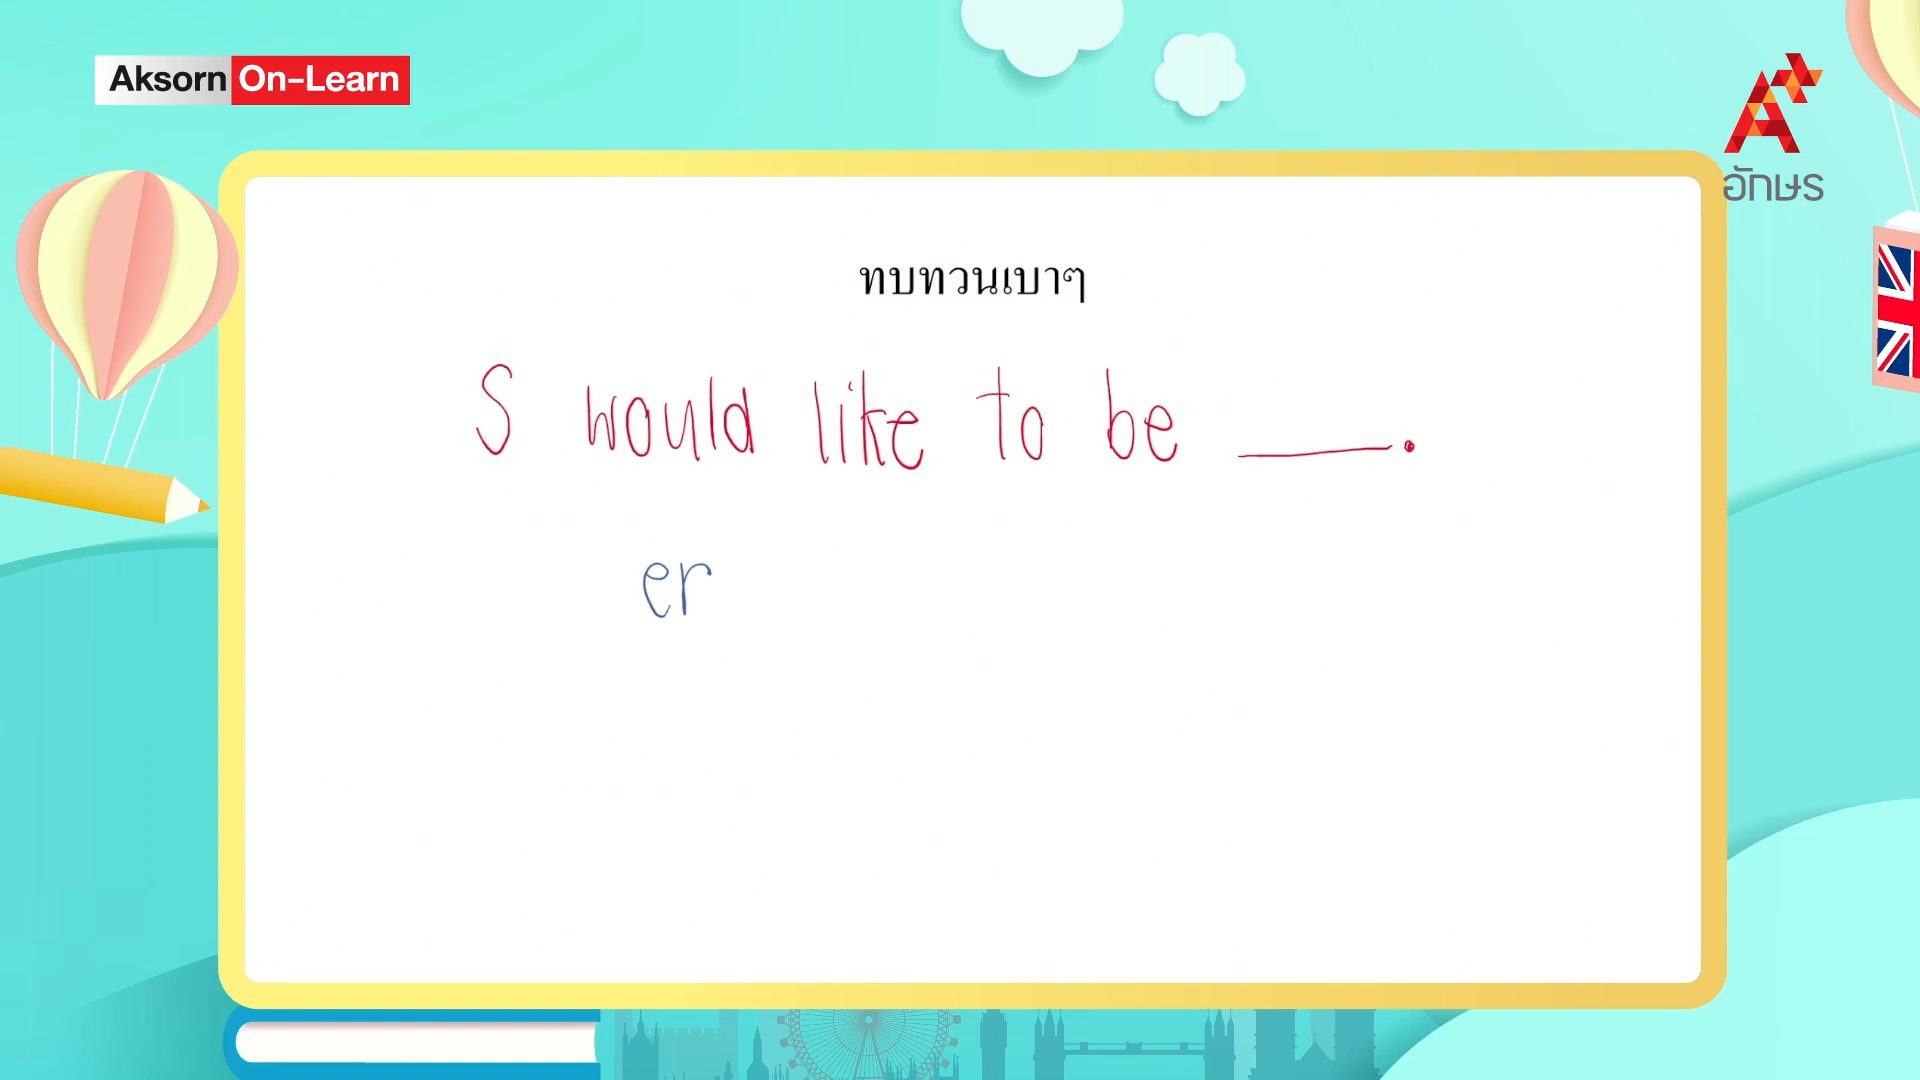 Aksorn On-Learn
อักษร
ทบทวนเบาๆ
S would like to be ____.
er